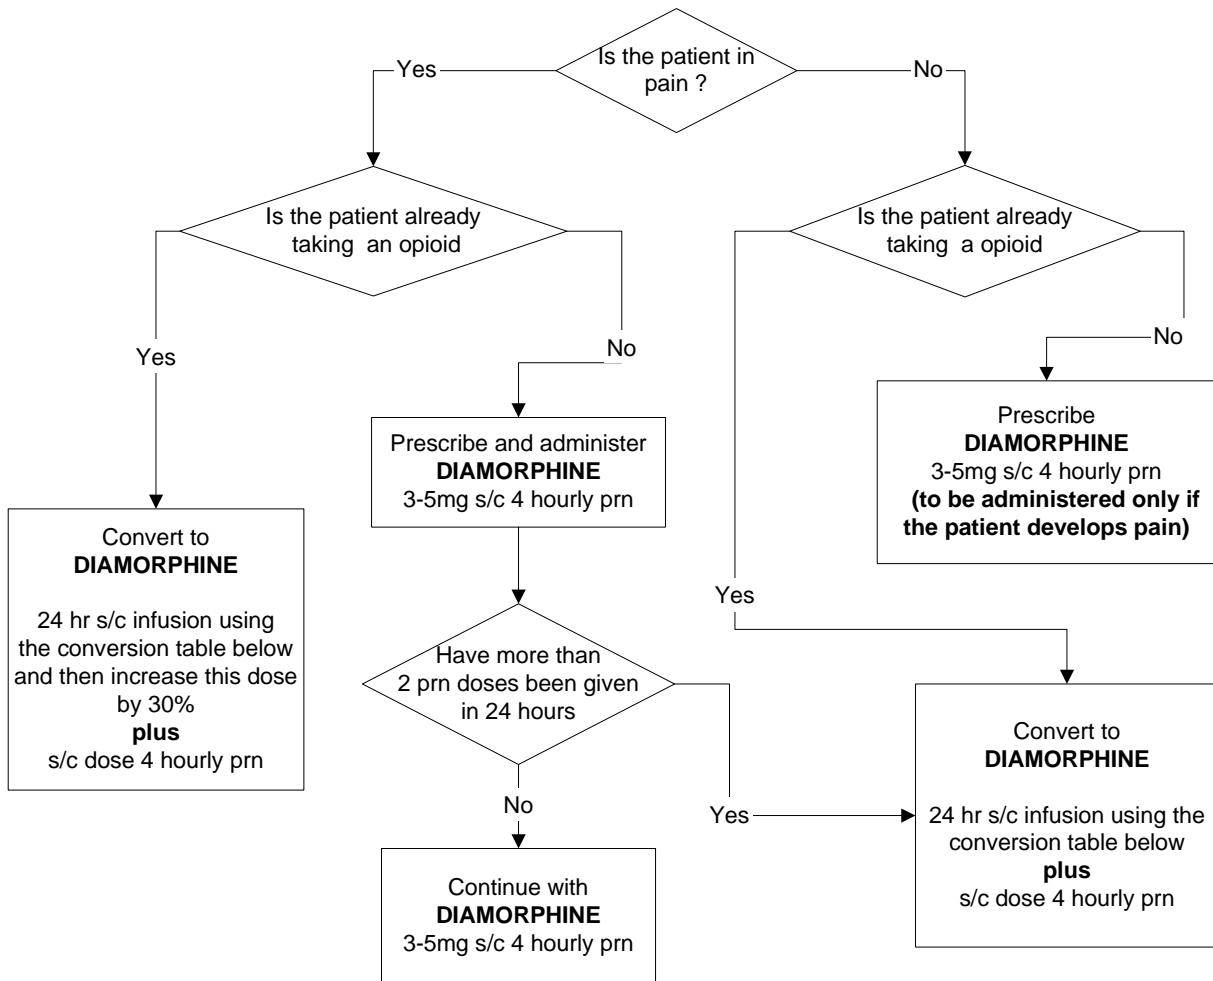 Is the patient in
pain ?
Yes
No
Is the patient already
taking  an opioid
Is the patient already
taking  a opioid
Yes
No
No
Prescribe and administer
DIAMORPHINE
3-5mg s/c 4 hourly prn
Prescribe
DIAMORPHINE
3-5mg s/c 4 hourly prn
(to be administered only if
the patient develops pain)
Convert to
DIAMORPHINE
24 hr s/c infusion using
the conversion table below
and then increase this dose
by 30%
plus
s/c dose 4 hourly prn
Yes
Have more than
2 prn doses been given
in 24 hours
No
Yes
Convert to
DIAMORPHINE
24 hr s/c infusion using the
conversion table below
plus
s/c dose 4 hourly prn
Continue with
DIAMORPHINE
3-5mg s/c 4 hourly prn